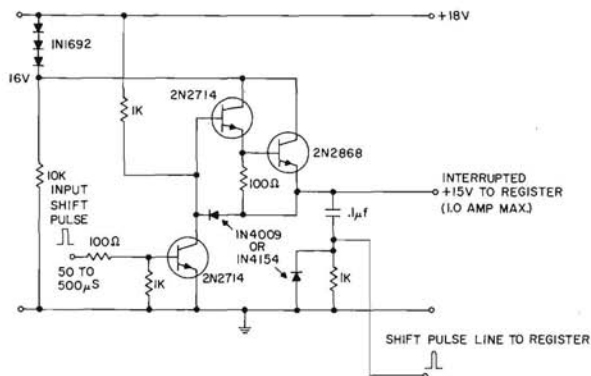 +18V
1N1692
16V
2N2714
1K
2N2868
10K
100Ω
INTERRUPTED
+15V TO REGISTER
(1.0 AMP MAX.)
INPUT
SHIFT
PULSE
.1μf
1N4009
OR
1N4154
100Ω
2N2714
50 TO
500μS
1K
1K
SHIFT PULSE LINE TO REGISTER